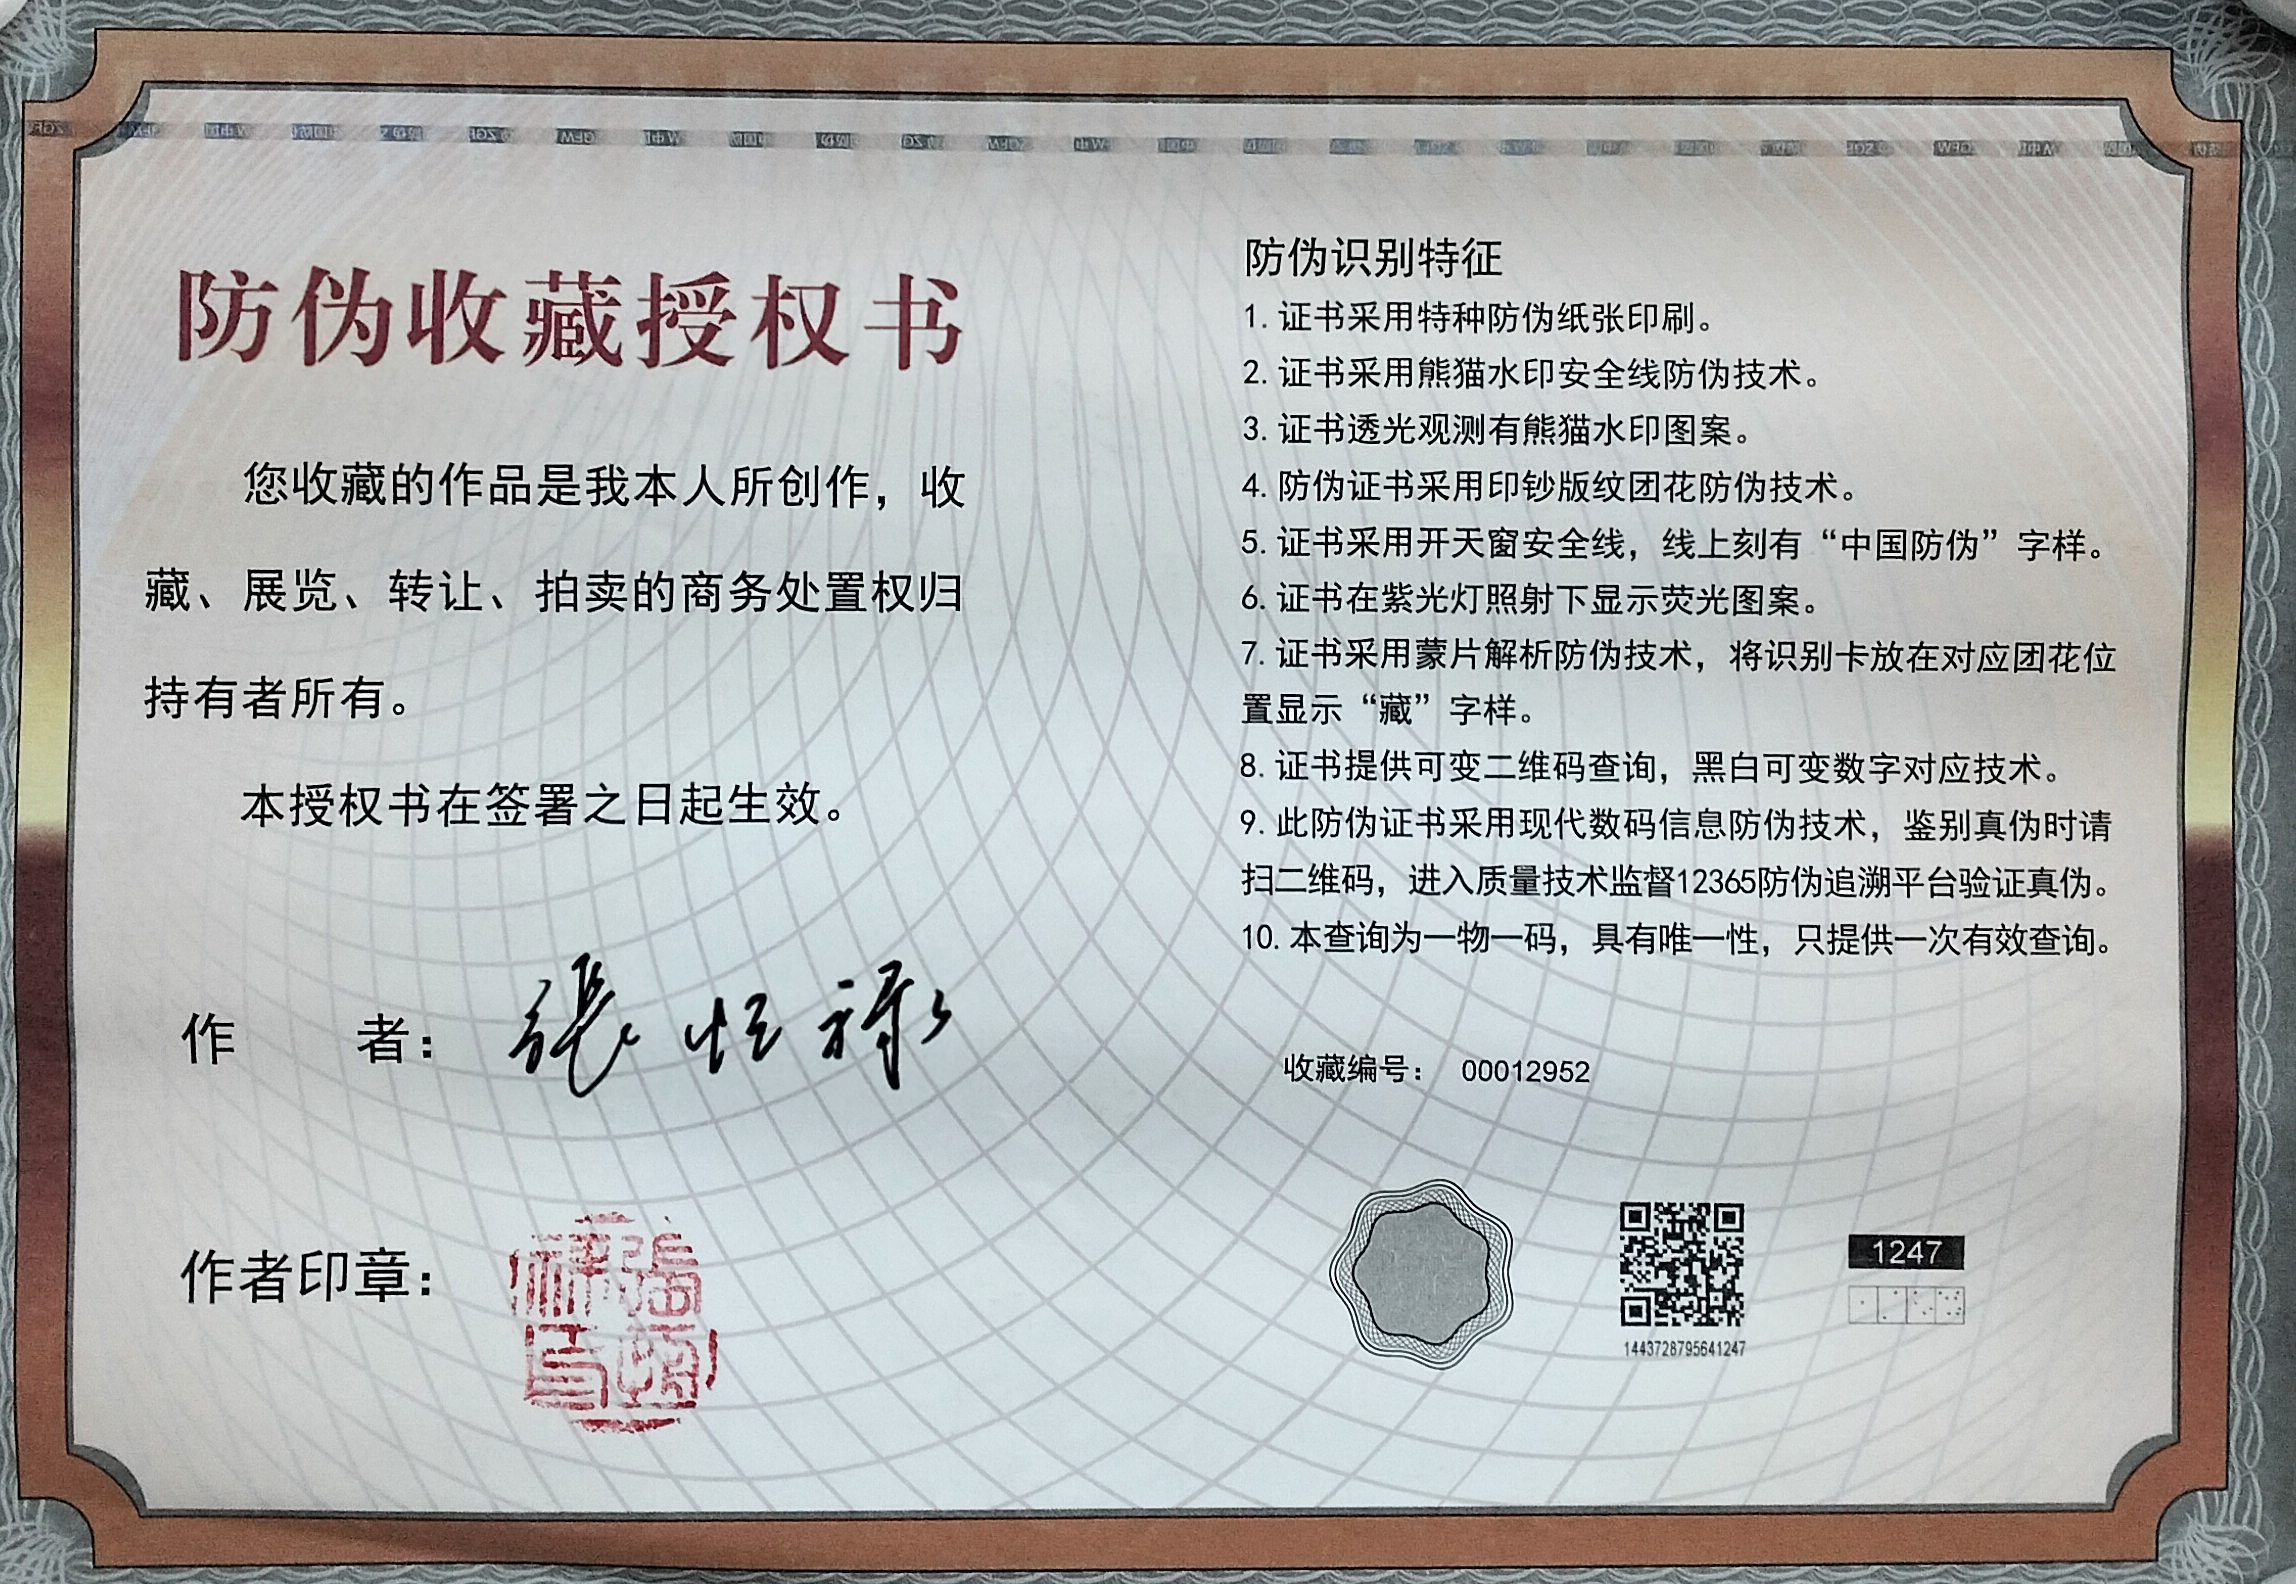 防伪收藏授权书
您收藏的作品是我本人所创作，收
藏、展览、转让、拍卖的商务处置权归
持有者所有。
本授权书在签署之日起生效。
作 者：張恒
作者印章：
防伪识别特征
1. 证书采用特种防伪纸张印刷。
2. 证书采用熊猫水印安全线防伪技术。
3. 证书透光观测有熊猫水印图案。
4. 防伪证书采用印钞版纹团花防伪技术。
5. 证书采用开天窗安全线，线上刻有“中国防伪”字样。
6. 证书在紫光灯照射下显示荧光图案。
7. 证书采用蒙片解析防伪技术，将识别卡放在对应团花位
置显示“藏”字样。
8. 证书提供可变二维码查询，黑白可变数字对应技术。
9. 此防伪证书采用现代数码信息防伪技术，鉴别真伪时请
扫二维码，进入质量技术监督12365防伪追溯平台验证真伪。
10. 本查询为一物一码，具有唯一性，只提供一次有效查询。
收藏编号： 00012952
1443728795641247
1247